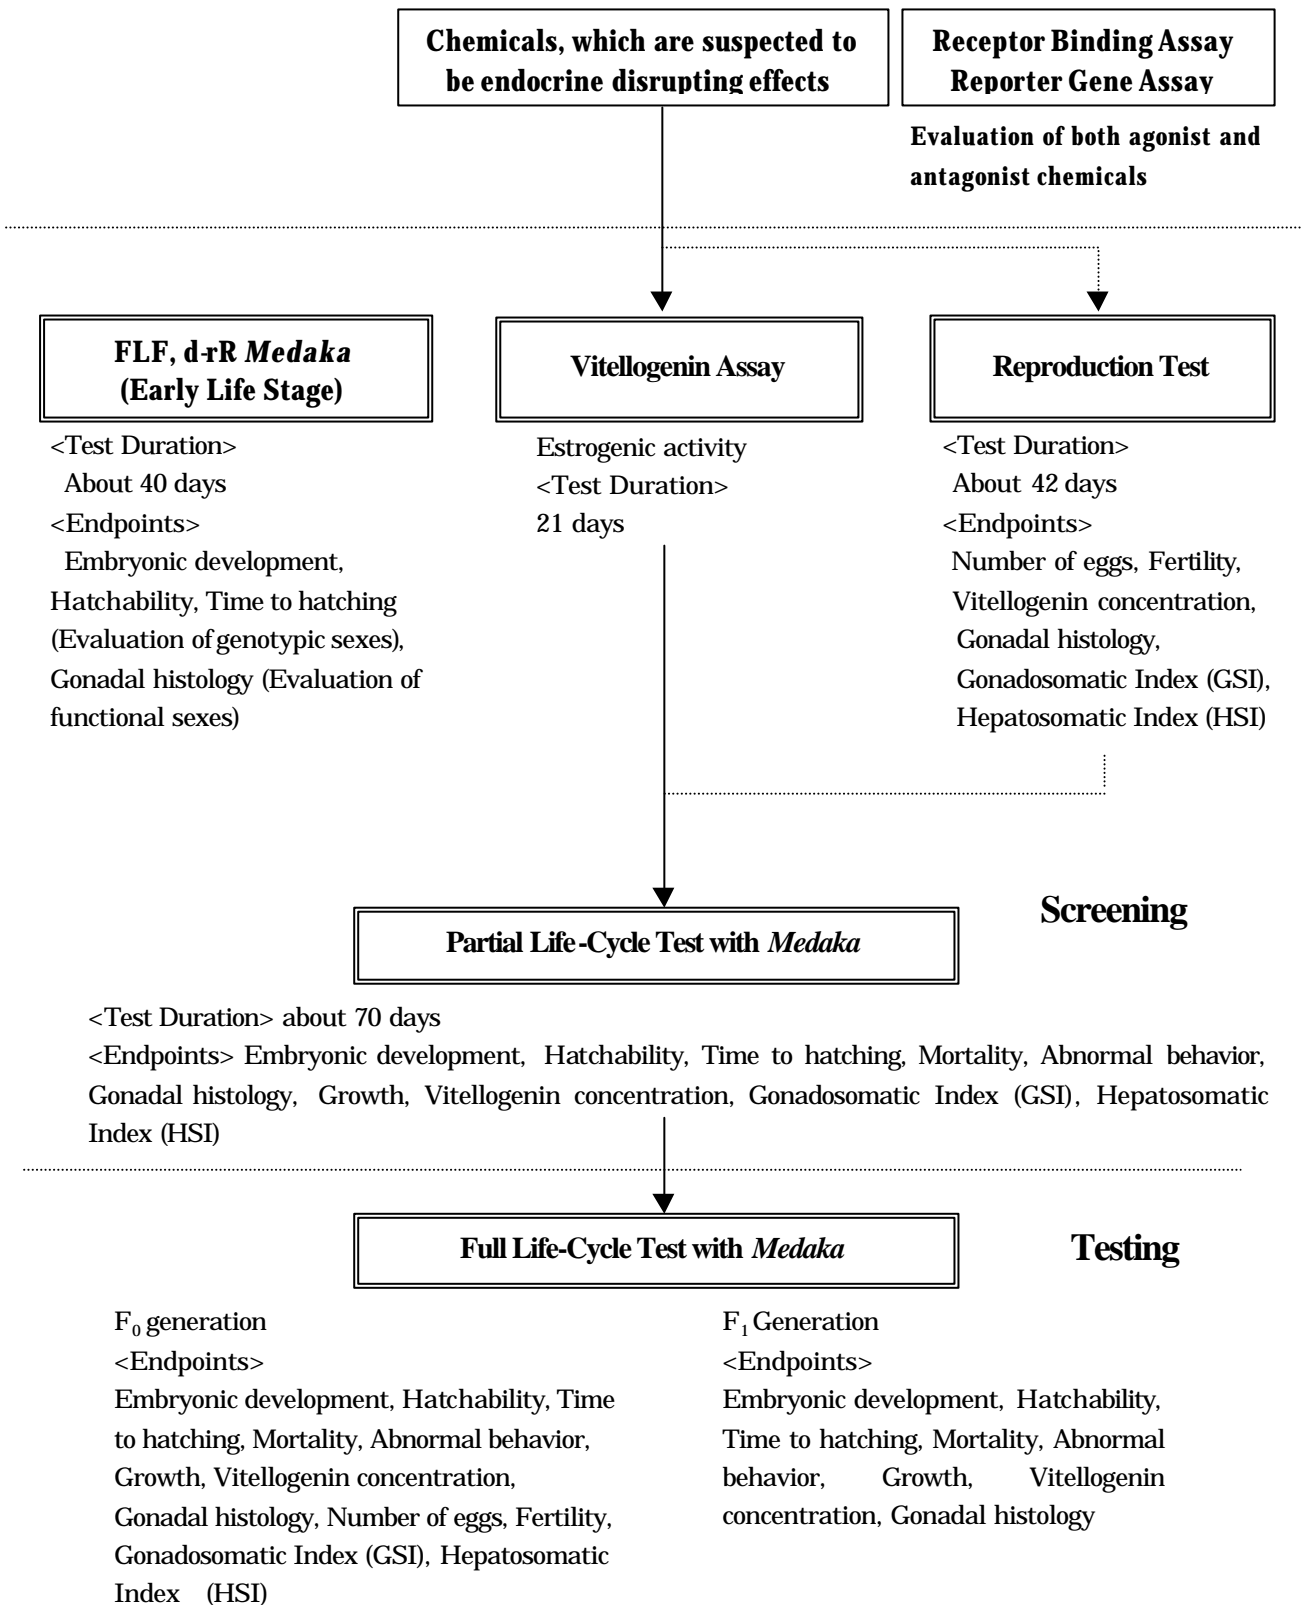 Chemicals, which are suspected to
be endocrine disrupting effects
Receptor Binding Assay
Reporter Gene Assay
Evaluation of both agonist and
antagonist chemicals
FLF, d-rR Medaka
(Early Life Stage)
<Test Duration>
About 40 days
<Endpoints>
Embryonic development,
Hatchability, Time to hatching
(Evaluation of genotypic sexes),
Gonadal histology (Evaluation of
functional sexes)
Vitellogenin Assay
Estrogenic activity
<Test Duration>
21 days
Reproduction Test
<Test Duration>
About 42 days
<Endpoints>
Number of eggs, Fertility,
Vitellogenin concentration,
Gonadal histology,
Gonadosomatic Index (GSI),
Hepatosomatic Index (HSI)
Screening
Partial Life-Cycle Test with Medaka
<Test Duration> about 70 days
<Endpoints> Embryonic development, Hatchability, Time to hatching, Mortality, Abnormal behavior,
Gonadal histology, Growth, Vitellogenin concentration, Gonadosomatic Index (GSI), Hepatosomatic
Index (HSI)
Full Life-Cycle Test with Medaka
Testing
F0 generation
<Endpoints>
Embryonic development, Hatchability, Time
to hatching, Mortality, Abnormal behavior,
Growth, Vitellogenin concentration,
Gonadal histology, Number of eggs, Fertility,
Gonadosomatic Index (GSI), Hepatosomatic
Index (HSI)
F1 Generation
<Endpoints>
Embryonic development, Hatchability,
Time to hatching, Mortality, Abnormal
behavior, Growth, Vitellogenin
concentration, Gonadal histology